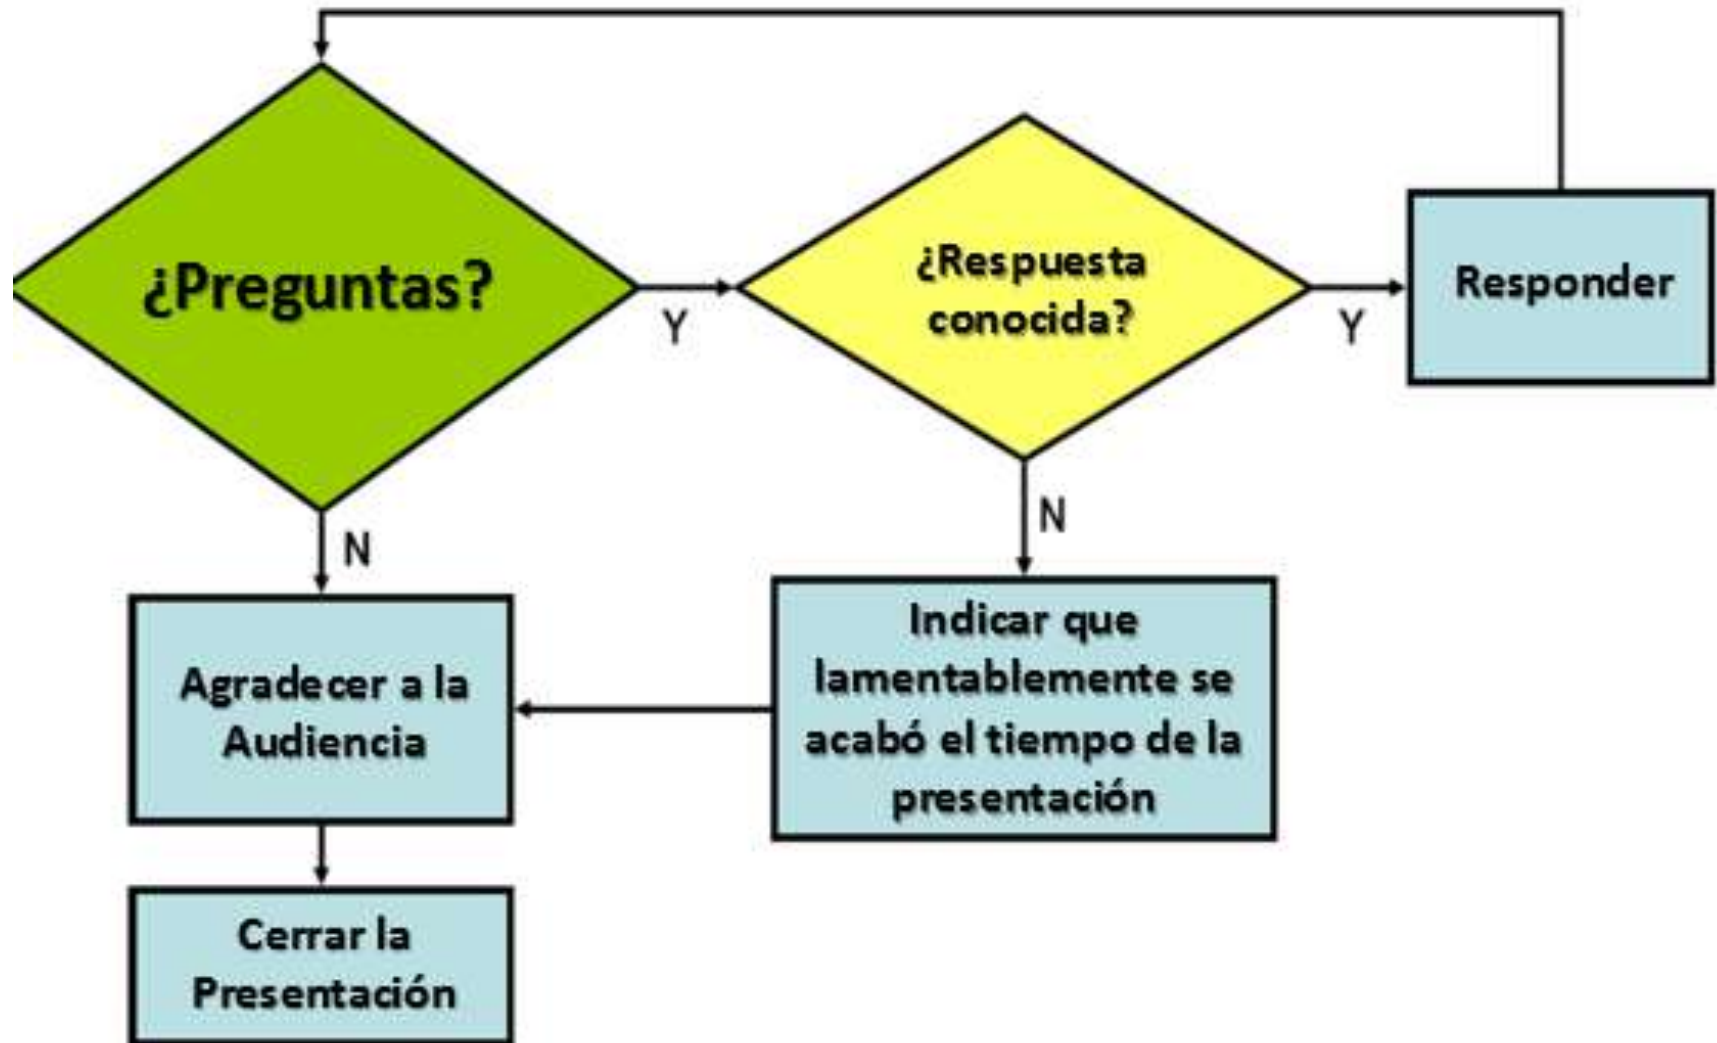 ¿Preguntas?
Y
¿Respuesta
conocida?
Y
Responder
N
N
Agradecer a la
Audiencia
Indicar que
lamentablemente se
acabó el tiempo de la
presentación
Cerrar la
Presentación